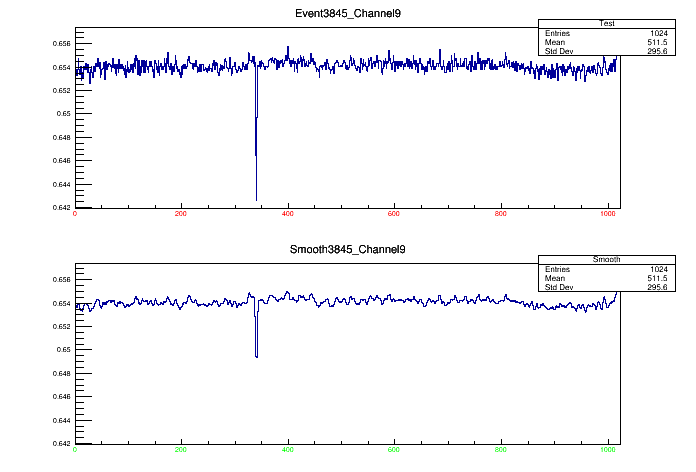 Event3845_Channel9
Test
Entries 1024
Mean 511.5
Std Dev 295.6
0.656
0.654
0.652
0.65
0.648
0.646
0.644
0.642
0 200 400 600 800 1000
Smooth3845_Channel9
Smooth
Entries 1024
Mean 511.5
Std Dev 295.6
0.656
0.654
0.652
0.65
0.648
0.646
0.644
0.642
0 200 400 600 800 1000